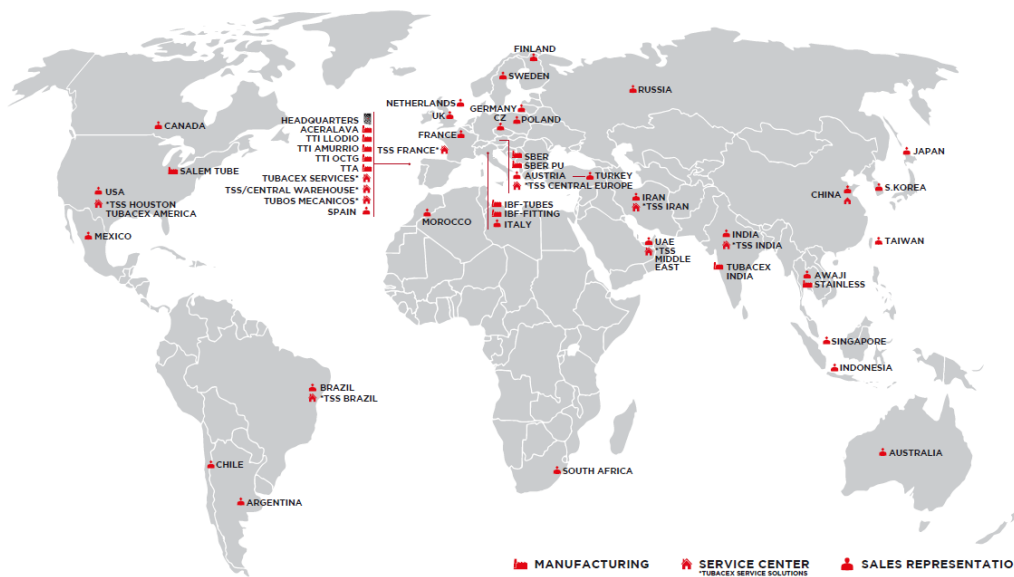 FINLAND
SWEDEN
RUSSIA
NETHERLANDS
GERMANY
UK
CZ
POLAND
CANADA
HEADQUARTERS
ACERALAVA
TTI LLODIO
TTI AMURRIO
TTI OCTG
TTA
TUBACEX SERVICES*
TSS/CENTRAL WAREHOUSE*
TUBOS MECANICOS*
SPAIN
FRANCE
TSS FRANCE*
SBER
SBER PU
AUSTRIA
*TSS CENTRAL EUROPE
TURKEY
IBF-TUBES
IBF-FITTING
ITALY
MOROCCO
SALEM TUBE
USA
*TSS HOUSTON
TUBACEX AMERICA
MEXICO
JAPAN
S.KOREA
CHINA
TAIWAN
IRAN
*TSS IRAN
UAE
*TSS
MIDDLE
EAST
INDIA
*TSS INDIA
TUBACEX
INDIA
AWAJI
STAINLESS
SINGAPORE
INDONESIA
BRAZIL
*TSS BRAZIL
CHILE
ARGENTINA
SOUTH AFRICA
AUSTRALIA
MANUFACTURING
SERVICE CENTER
*TUBACEX SERVICE SOLUTIONS
SALES REPRESENTATIO